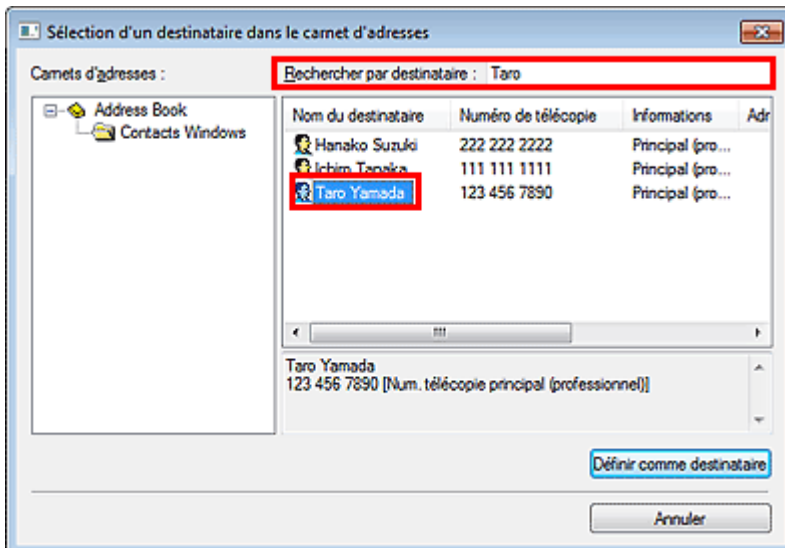 Sélection d'un destinataire dans le carnet d'adresses
Carnets d'adresses :
Rechercher par destinataire : Taro
Address Book
Contacts Windows
Nom du destinataire Numéro de télécopie Informations Adr
Hanako Suzuki 222 222 2222 Principal (pro...
Ichiro Tanaka 111 111 1111 Principal (pro...
Taro Yamada 123 456 7890 Principal (pro...
Taro Yamada
123 456 7890 [Num. télécopie principal (professionnel)]
Définir comme destinataire
Annuler